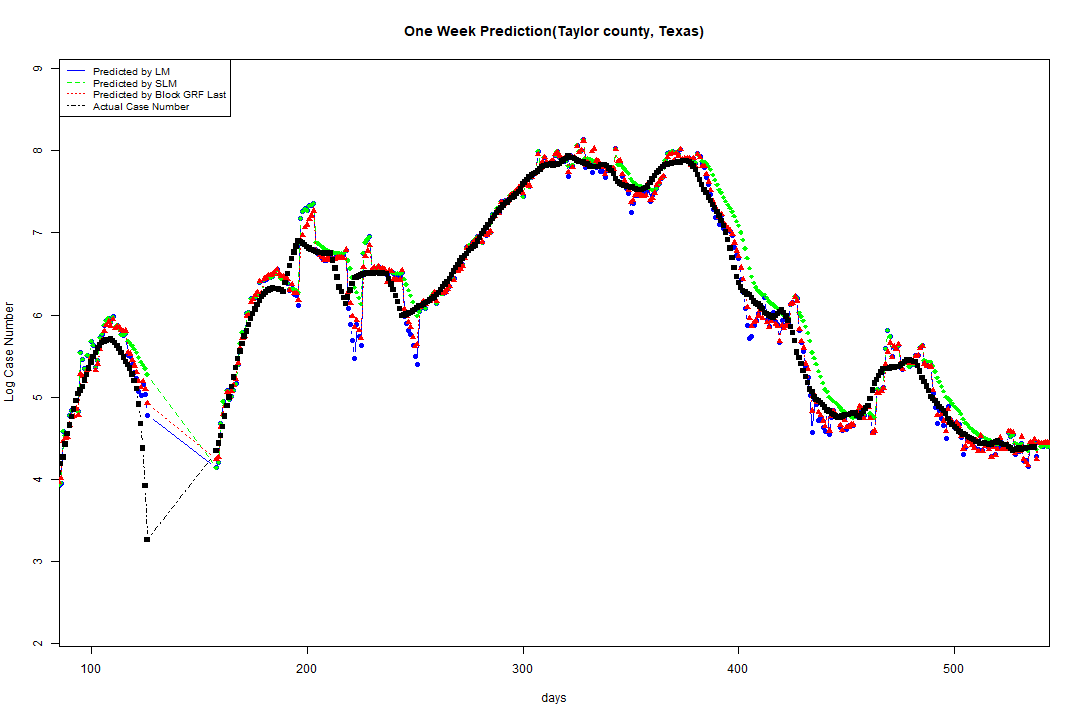 One Week Prediction(Taylor county, Texas)
Predicted by LM
Predicted by SLM
Predicted by Block GRF Last
Actual Case Number
Log Case Number
9
8
7
6
5
4
3
2
100 200 300 400 500
days